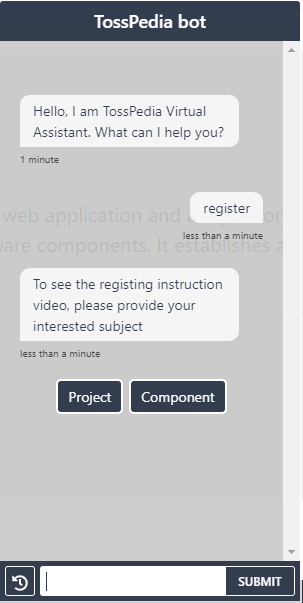 TossPedia bot
Hello, I am TossPedia Virtual
Assistant. What can I help you?
1 minute
web application and a
register
less than a minute
ware components. It establishes a
To see the registing instruction
video, please provide your
interested subject
less than a minute
Project Component
SUBMIT